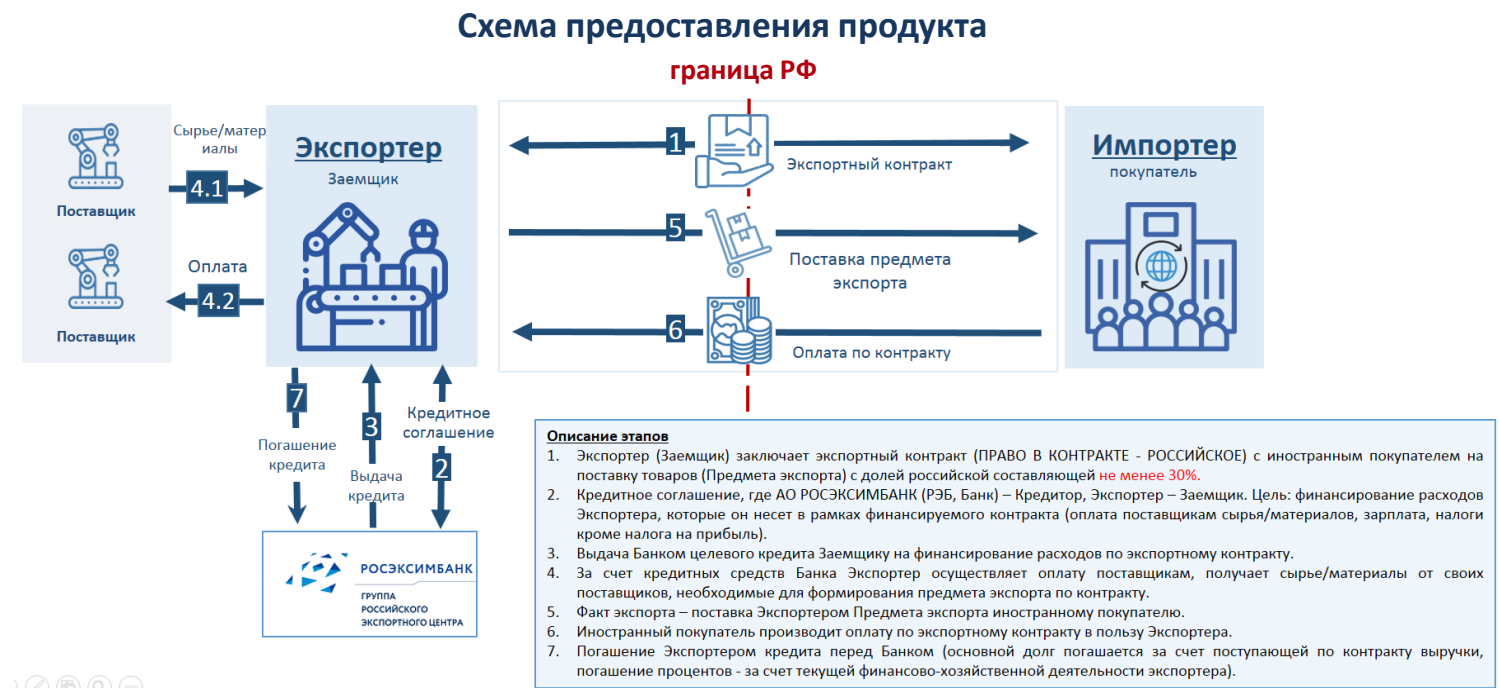 Схема предоставления продукта
граница РФ
Сырье/матер
иалы
4.1
Поставщик
Поставщик
Оплата
4.2
Экспортер
Заемщик
1
Экспортный контракт
5
Поставка предмета
экспорта
6
Оплата по контракту
Импортер
покупатель
7
Погашение
кредита
3
Выдача
кредита
Кредитное
соглашение
2
РОСЭКСИМБАНК
ГРУППА
РОССИЙСКОГО
ЭКСПОРТНОГО ЦЕНТРА
Описание этапов
1. Экспортер (Заемщик) заключает экспортный контракт (ПРАВО В КОНТРАКТЕ - РОССИЙСКОЕ) с иностранным покупателем на
поставку товаров (Предмета экспорта) с долей российской составляющей не менее 30%.
2. Кредитное соглашение, где АО РОСЭКСИМБАНК (РЭБ, Банк) – Кредитор, Экспортер – Заемщик. Цель: финансирование расходов
Экспортера, которые он несет в рамках финансируемого контракта (оплата поставщикам сырья/материалов, зарплата, налоги
кроме налога на прибыль).
3. Выдача Банком целевого кредита Заемщику на финансирование расходов по экспортному контракту.
4. За счет кредитных средств Банка Экспортер осуществляет оплату поставщикам, получает сырье/материалы от своих
поставщиков, необходимые для формирования предмета экспорта по контракту.
5. Факт экспорта – поставка Экспортером Предмета экспорта иностранному покупателю.
6. Иностранный покупатель производит оплату по экспортному контракту в пользу Экспортера.
7. Погашение Экспортером кредита перед Банком (основной долг погашается за счет поступающей по контракту выручки,
погашение процентов - за счет текущей финансово-хозяйственной деятельности экспортера).